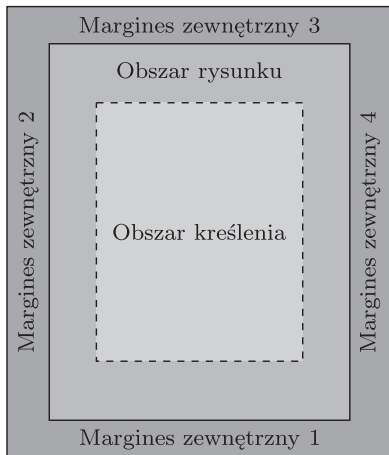 Margines zewnętrzny 3
Obszar rysunku
Margines zewnętrzny 2
Obszar kreślenia
Margines zewnętrzny 4
Margines zewnętrzny 1